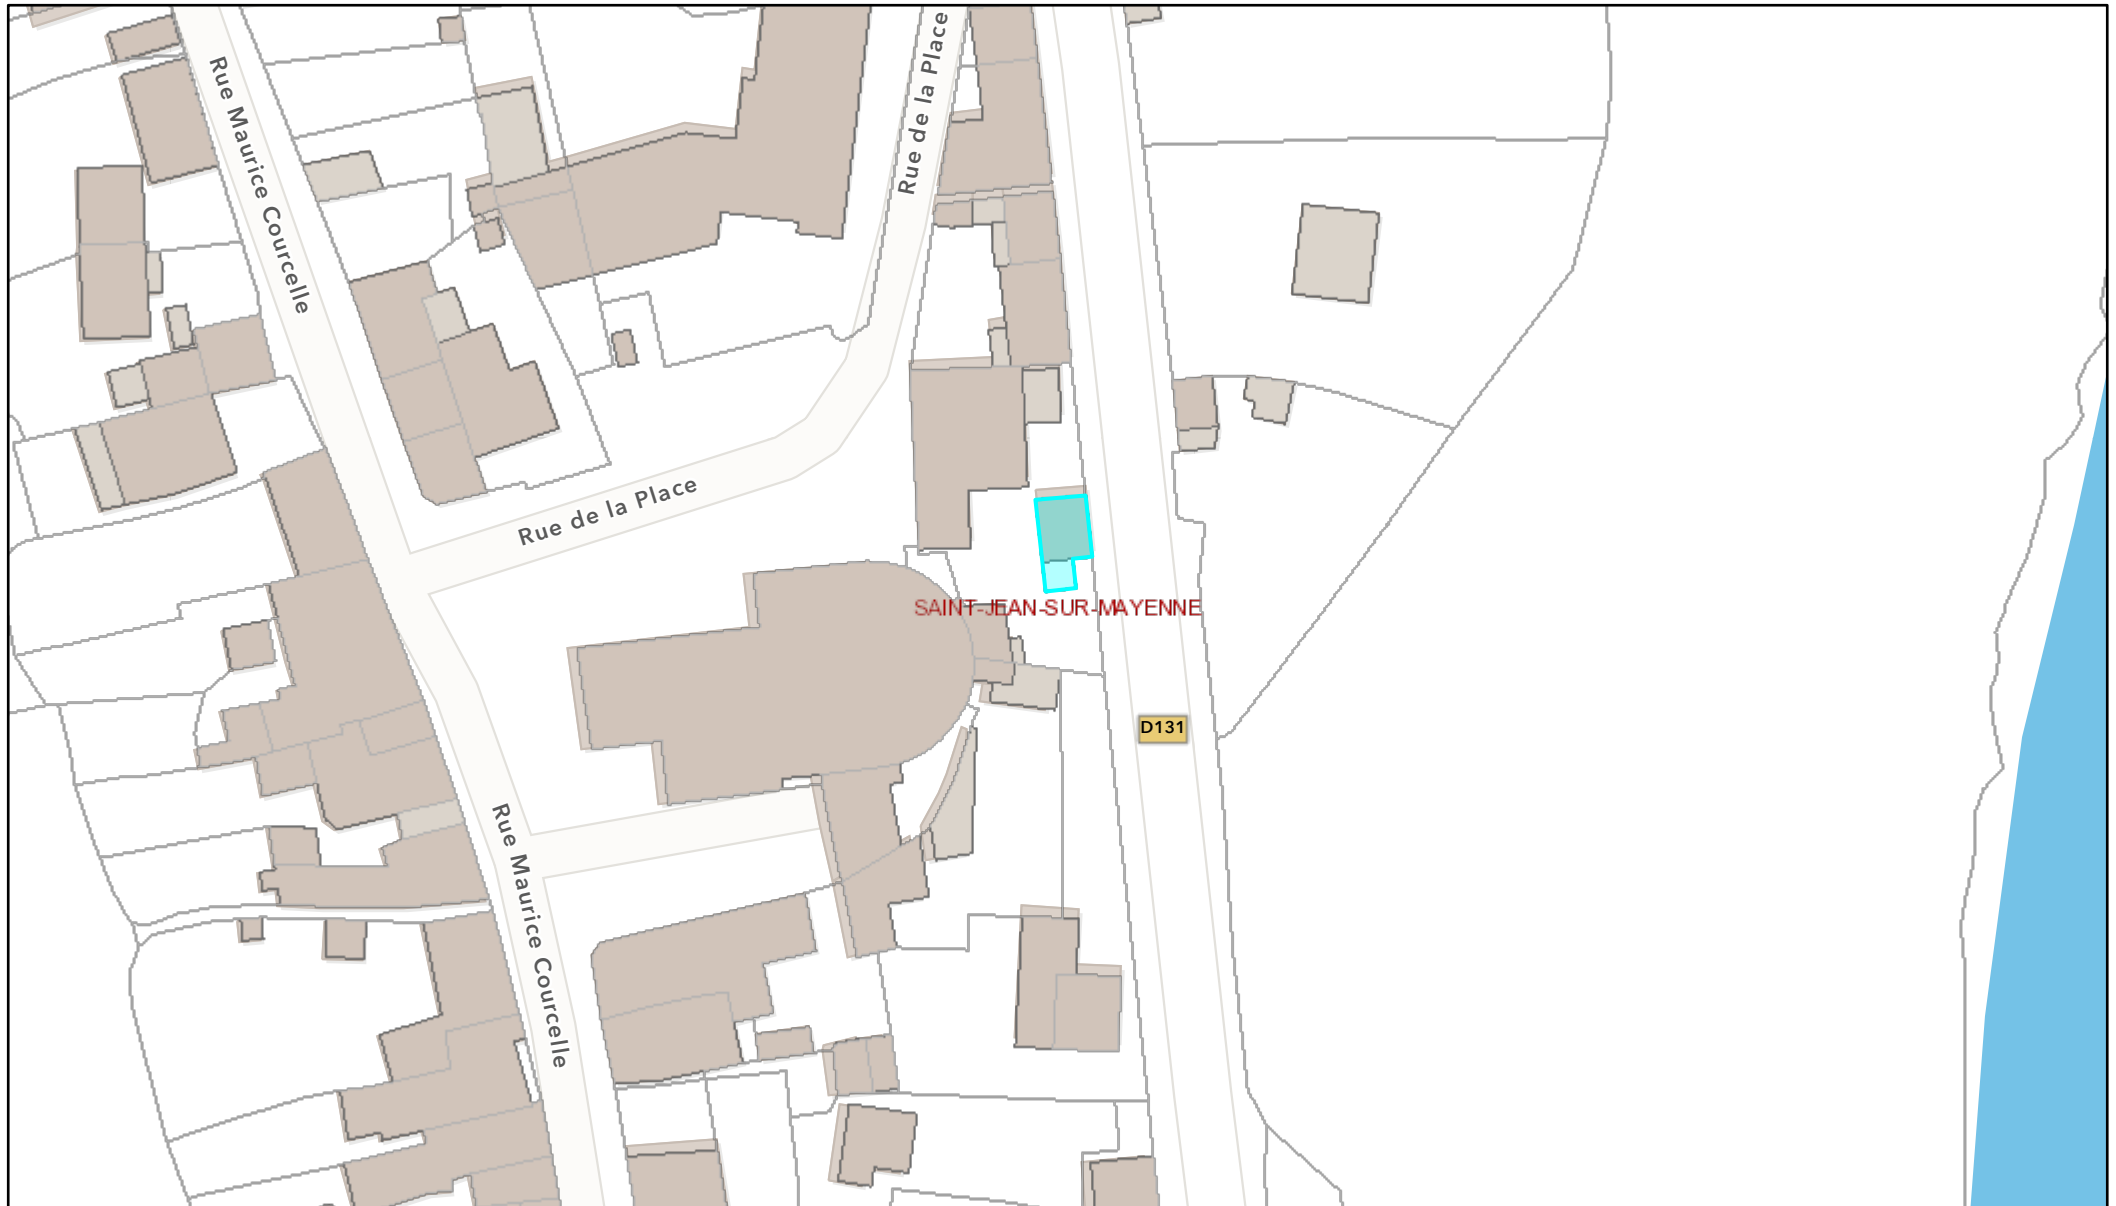 Rue de la Place
Rue Maurice Courcelle
Rue de la Place
SAINT-JEAN-SUR-MAYENNE
D131
Rue Maurice Courcelle